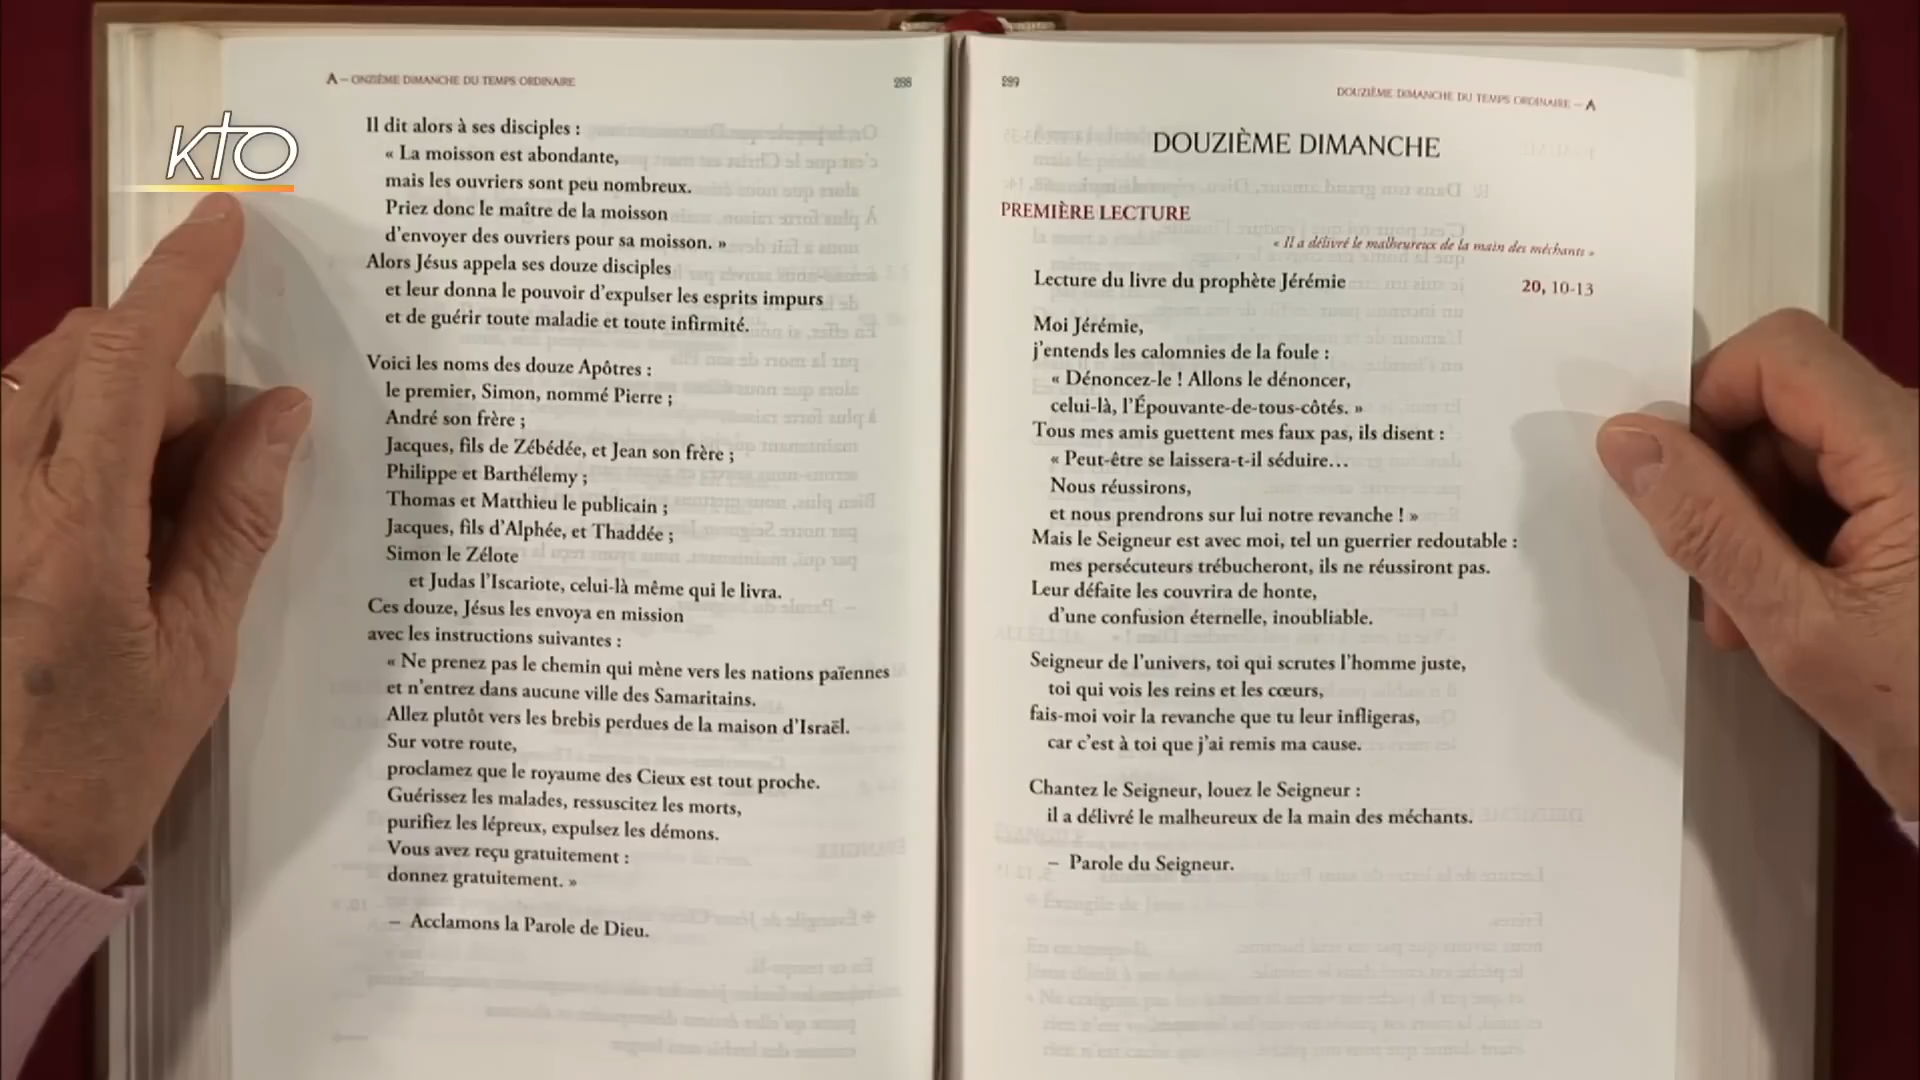 KTO
A – ONZIÈME DIMANCHE DU TEMPS ORDINAIRE
288
Il dit alors à ses disciples :
« La moisson est abondante,
mais les ouvriers sont peu nombreux.
Priez donc le maître de la moisson
d'envoyer des ouvriers pour sa moisson. »
Alors Jésus appela ses douze disciples
et leur donna le pouvoir d'expulser les esprits impurs
et de guérir toute maladie et toute infirmité.
Voici les noms des douze Apôtres :
le premier, Simon, nommé Pierre ;
André son frère ;
Jacques, fils de Zébédée, et Jean son frère ;
Philippe et Barthélemy ;
Thomas et Matthieu le publicain ;
Jacques, fils d'Alphée, et Thaddée ;
Simon le Zélote
et Judas l'Iscariote, celui-là même qui le livra.
Ces douze, Jésus les envoya en mission
avec les instructions suivantes :
« Ne prenez pas le chemin qui mène vers les nations païennes
et n'entrez dans aucune ville des Samaritains.
Allez plutôt vers les brebis perdues de la maison d'Israël.
Sur votre route,
proclamez que le royaume des Cieux est tout proche.
Guérissez les malades, ressuscitez les morts,
purifiez les lépreux, expulsez les démons.
Vous avez reçu gratuitement :
donnez gratuitement. »
– Acclamons la Parole de Dieu.
289
DOUZIÈME DIMANCHE DU TEMPS ORDINAIRE – A
DOUZIÈME DIMANCHE
PREMIÈRE LECTURE
« Il a délivré le malheureux de la main des méchants »
Lecture du livre du prophète Jérémie 20, 10-13
Moi Jérémie,
j'entends les calomnies de la foule :
« Dénoncez-le ! Allons le dénoncer,
celui-là, l'Épouvante-de-tous-côtés. »
Tous mes amis guettent mes faux pas, ils disent :
« Peut-être se laissera-t-il séduire…
Nous réussirons,
et nous prendrons sur lui notre revanche ! »
Mais le Seigneur est avec moi, tel un guerrier redoutable :
mes persécuteurs trébucheront, ils ne réussiront pas.
Leur défaite les couvrira de honte,
d'une confusion éternelle, inoubliable.
Seigneur de l'univers, toi qui scrutes l'homme juste,
toi qui vois les reins et les cœurs,
fais-moi voir la revanche que tu leur infligeras,
car c'est à toi que j'ai remis ma cause.
Chantez le Seigneur, louez le Seigneur :
il a délivré le malheureux de la main des méchants.
– Parole du Seigneur.